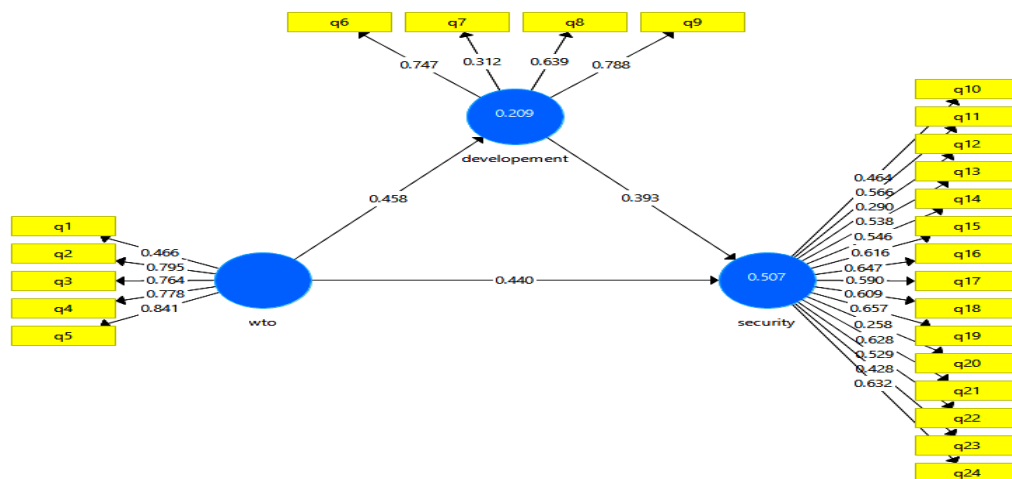 q6 q7 q8 q9
0.747 0.312 0.639 0.788
0.209
developement
q10
q11
q12
q13
q14
q15
q16
q17
q18
q19
q20
q21
q22
q23
q24
0.458
0.393
0.464
0.566
0.290
0.538
0.546
0.616
0.647
0.590
0.609
0.657
0.258
0.628
0.529
0.428
0.632
q1
q2
q3
q4
q5
0.466
0.795
0.764
0.778
0.841
wto
0.440
0.507
security